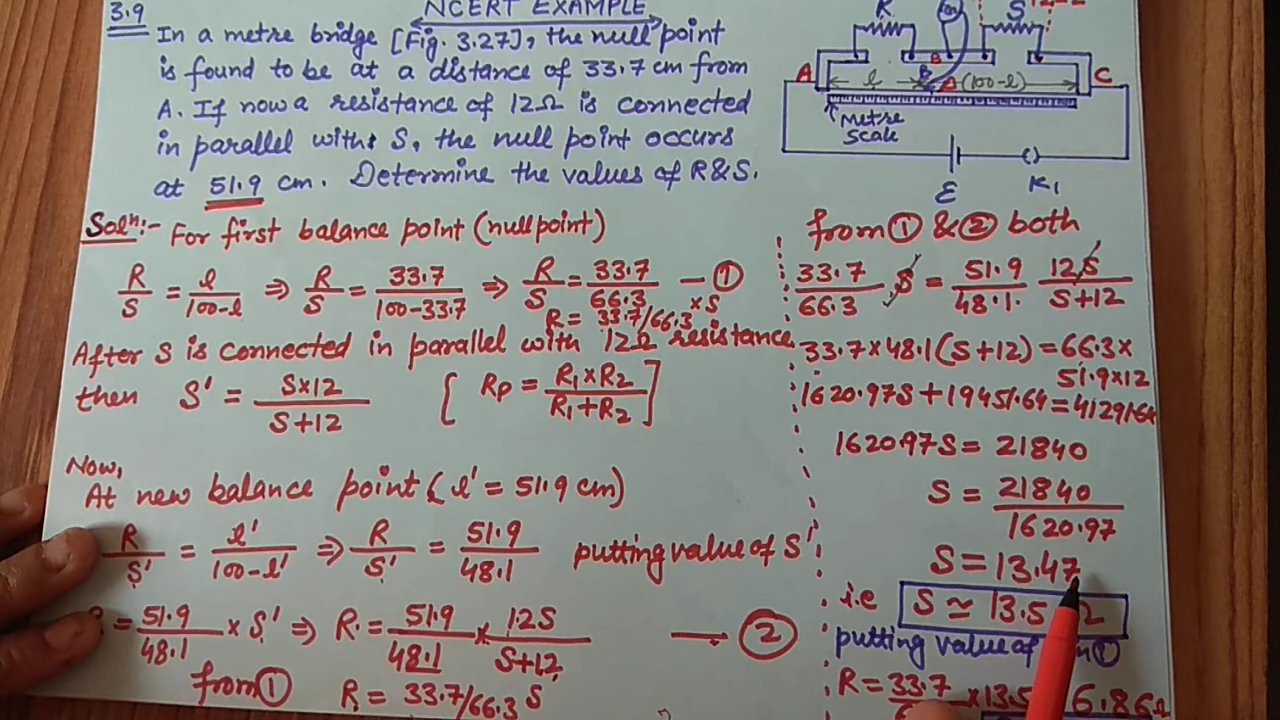 3.9
NCERT EXAMPLE
In a metre bridge [Fig. 3.27], the null point
is found to be at a distance of 33.7 cm from
A. If now a resistance of 12Ω is connected
in parallel with S, the null point occurs
at 51.9 cm. Determine the values of R&S.
R
S
A
B
C
l
(100-l)
Metre
scale
ε
K1
Soln:- For first balance point (null point)
R/S = l/100-l ⇒ R/S = 33.7/100-33.7 ⇒ R/S = 33.7/66.3 — ①
R = 33.7/66.3 × S
After S is connected in parallel with 12Ω resistance
then S' = S×12/S+12 [ RP = R1×R2/R1+R2 ]
Now,
At new balance point (l' = 51.9 cm)
R/S' = l'/100-l' ⇒ R/S' = 51.9/48.1 putting value of S'
= 51.9/48.1 × S' ⇒ R = 51.9/48.1 × 12S/S+12 — ②
from ①
R = 33.7/66.3 S
from ① & ② both
33.7/66.3 S = 51.9/48.1 12S/S+12
33.7×48.1(S+12) = 66.3×
51.9×12
1620.97S + 19451.64 = 4129164
1620.97S = 21840
S = 21840/1620.97
S = 13.47
i.e S ≃ 13.5
putting value of ①
R = 33.7 ×13.5 6.86Ω